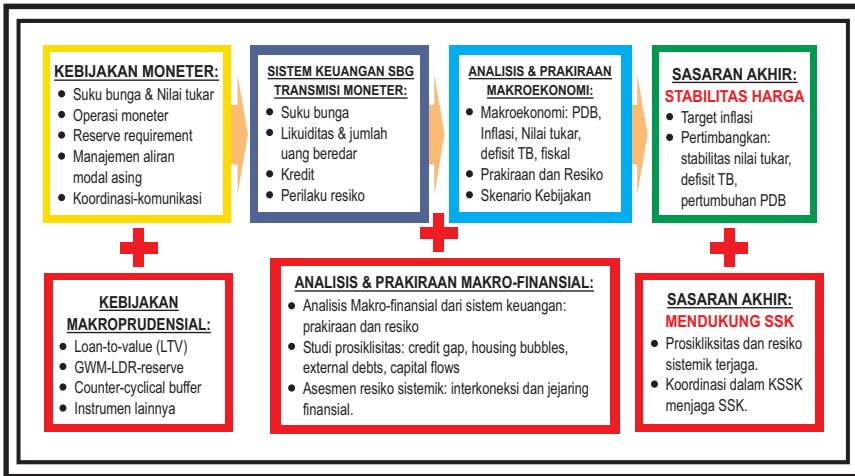 KEBIJAKAN MONETER:
• Suku bunga & Nilai tukar
• Operasi moneter
• Reserve requirement
• Manajemen aliran
modal asing
• Koordinasi-komunikasi
SISTEM KEUANGAN SBG
TRANSMISI MONETER:
• Suku bunga
• Likuiditas & jumlah
uang beredar
• Kredit
• Perilaku resiko
ANALISIS & PRAKIRAAN
MAKROEKONOMI:
• Makroekonomi: PDB,
Inflasi, Nilai tukar,
defisit TB, fiskal
• Prakiraan dan Resiko
• Skenario Kebijakan
SASARAN AKHIR:
STABILITAS HARGA
• Target inflasi
• Pertimbangkan:
stabilitas nilai tukar,
defisit TB,
pertumbuhan PDB
KEBIJAKAN
MAKROPRUDENSIAL:
• Loan-to-value (LTV)
• GWM-LDR-reserve
• Counter-cyclical buffer
• Instrumen lainnya
ANALISIS & PRAKIRAAN MAKRO-FINANSIAL:
• Analisis Makro-finansial dari sistem keuangan:
prakiraan dan resiko
• Studi prosiklisitas: credit gap, housing bubbles,
external debts, capital flows
• Asesmen resiko sistemik: interkoneksi dan jejaring
finansial.
SASARAN AKHIR:
MENDUKUNG SSK
• Prosikliksitas dan resiko
sistemik terjaga.
• Koordinasi dalam KSSK
menjaga SSK.